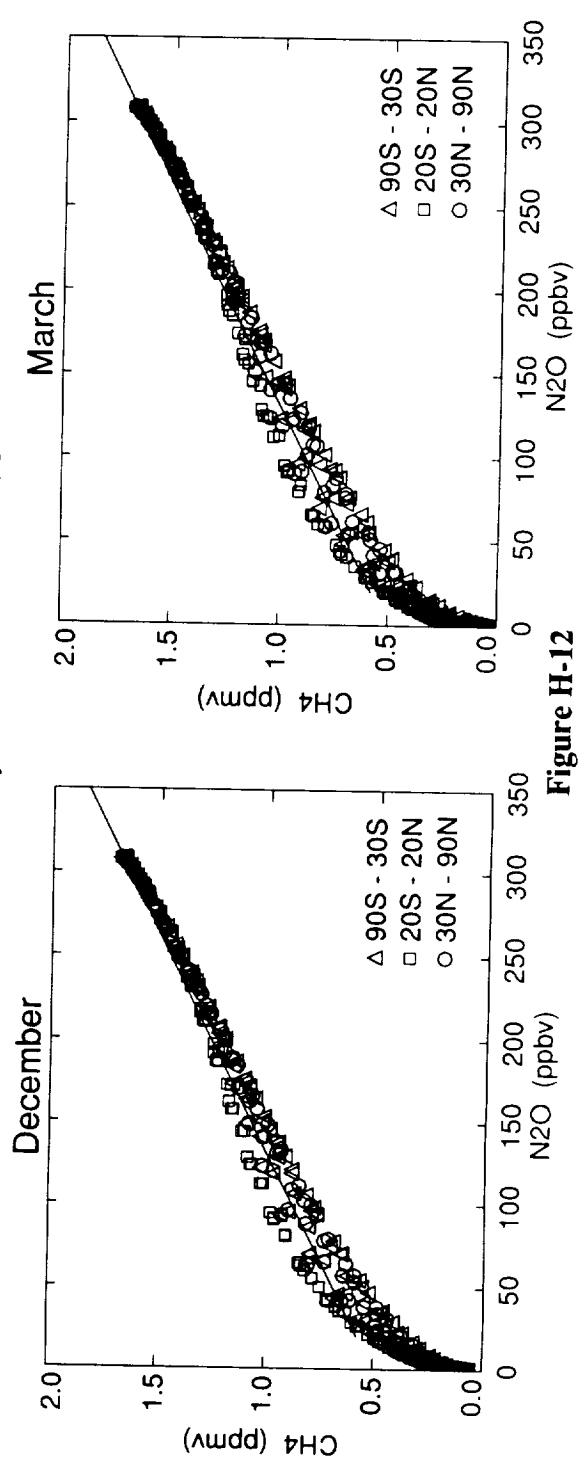 December
2.0
1.5
1.0
0.5
0.0
CH4 (ppmv)
0 50 100 150 200 250 300 350
N2O (ppbv)
△ 90S - 30S
□ 20S - 20N
○ 30N - 90N
March
2.0
1.5
1.0
0.5
0.0
CH4 (ppmv)
0 50 100 150 200 250 300 350
N2O (ppbv)
△ 90S - 30S
□ 20S - 20N
○ 30N - 90N
Figure H-12